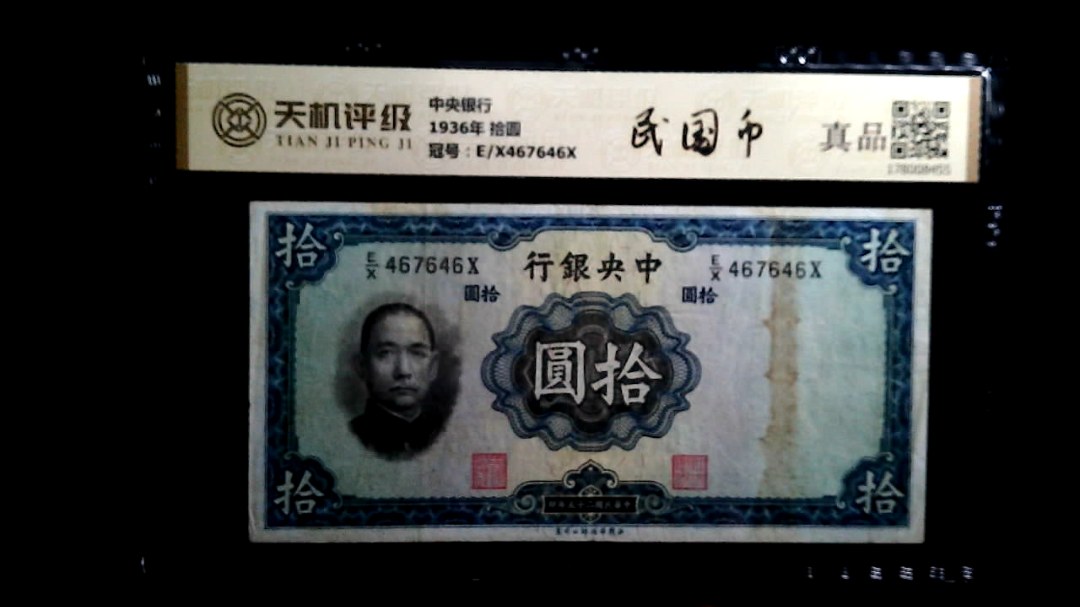 天机评级
TIAN JI PING JI
中央银行
1936年 拾圆
冠号：E/X467646X
民国币
真品
拾
E/X 467646X
行銀央中
E/X 467646X
拾
圓拾
圓拾
圓拾
拾
拾